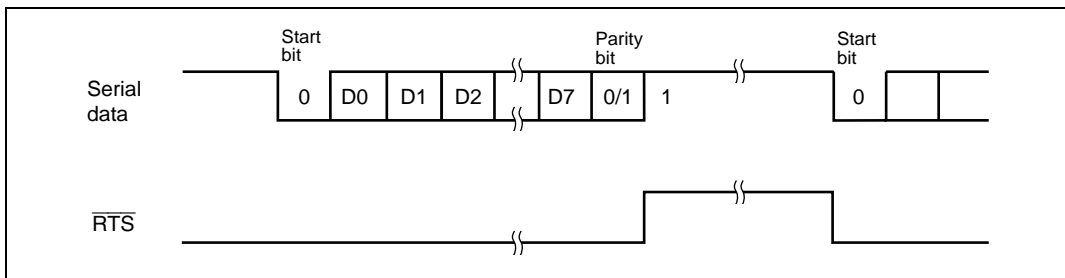 Start
bit
Parity
bit
Start
bit
Serial
data
0 D0 D1 D2 D7 0/1 1 0
RTS